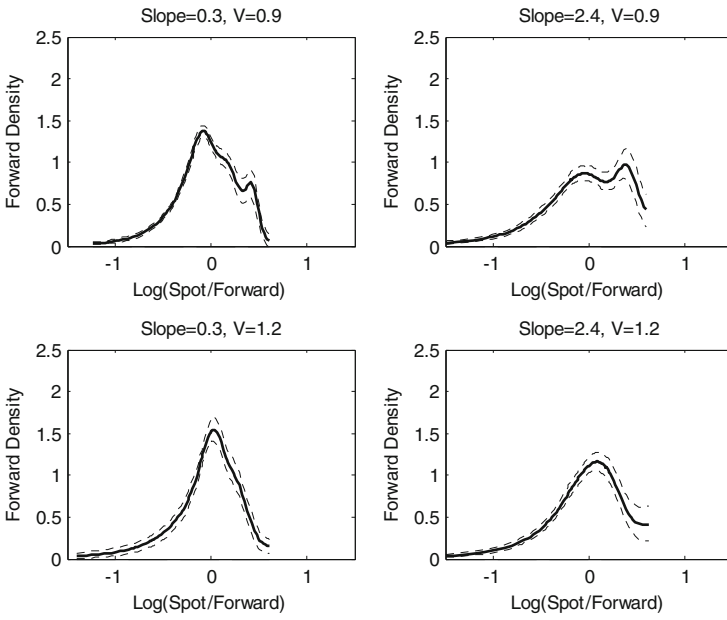 Slope=0.3, V=0.9
2.5
2
1.5
1
0.5
0
Forward Density
-1 0 1
Log(Spot/Forward)
Slope=2.4, V=0.9
2.5
2
1.5
1
0.5
0
Forward Density
-1 0 1
Log(Spot/Forward)
Slope=0.3, V=1.2
2.5
2
1.5
1
0.5
0
Forward Density
-1 0 1
Log(Spot/Forward)
Slope=2.4, V=1.2
2.5
2
1.5
1
0.5
0
Forward Density
-1 0 1
Log(Spot/Forward)